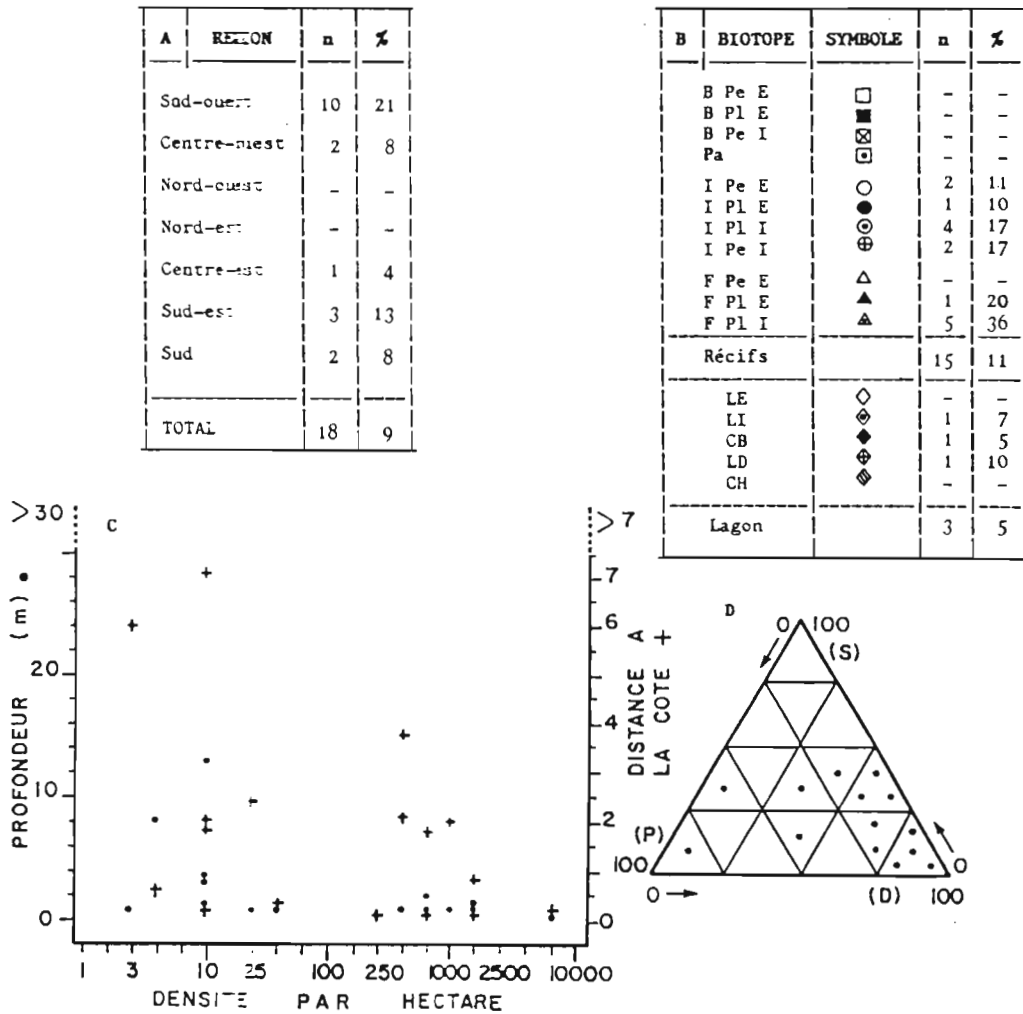 A REGION n %
Sud-ouest 10 21
Centre-ouest 2 8
Nord-ouest - -
Nord-est - -
Centre-est 1 4
Sud-est 3 13
Sud 2 8
TOTAL 18 9
B BIOTOPE SYMBOLE n %
B Pe E - -
B Pl E - -
B Pe I - -
Pa - -
I Pe E 2 11
I Pl E 1 10
I Pl I 4 17
I Pe I 2 17
F Pe E - -
F Pl E 1 20
F Pl I 5 36
Récifs 15 11
LE - -
LI 1 7
CB 1 5
LD 1 10
CH - -
Lagon 3 5
C
>30
20
10
0
PROFONDEUR (m)
>7
7
6
4
2
1
0
DISTANCE A
LA COTE
1 3 10 25 100 250 1000 2500 10000
DENSITE PAR HECTARE
D
0 100
(S)
(P)
100 0
0 (D) 100